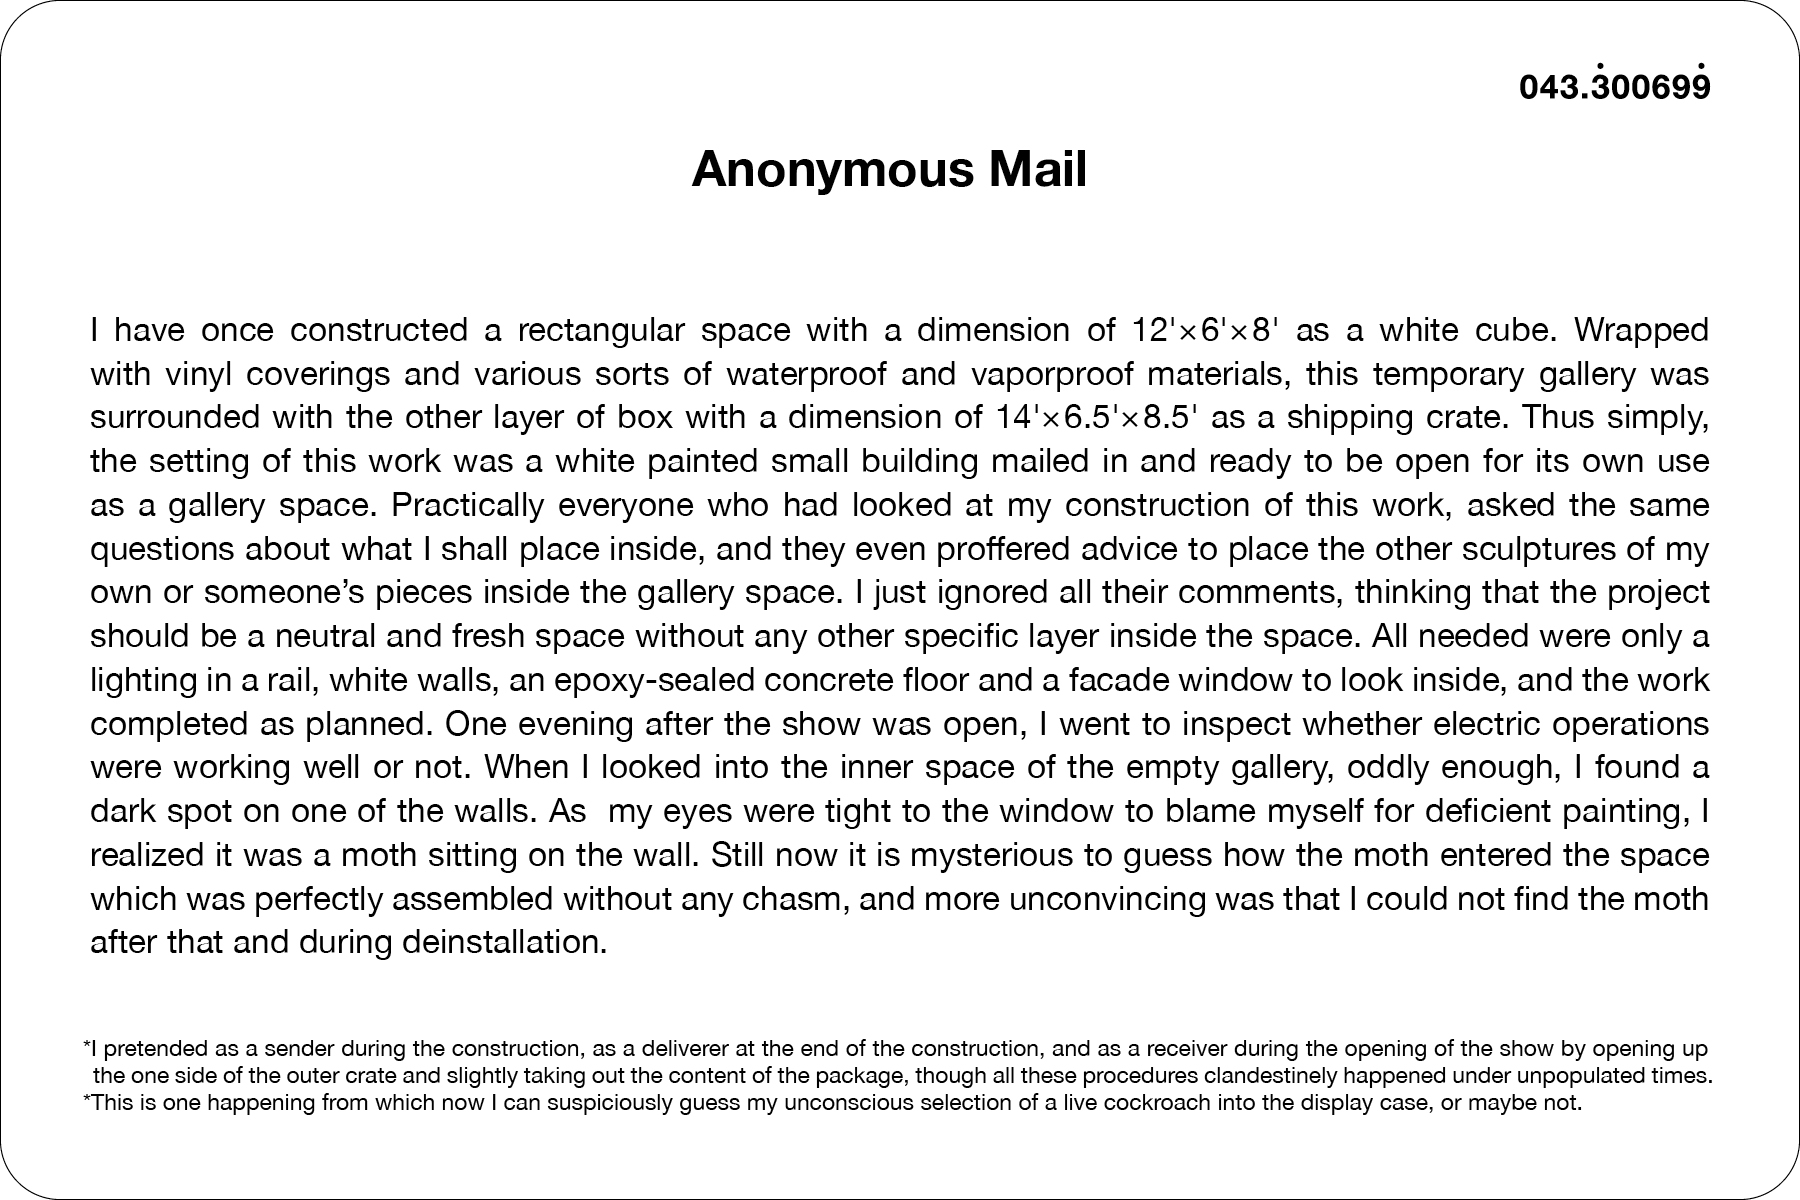 043.3̇00699̇
Anonymous Mail
I have once constructed a rectangular space with a dimension of 12'×6'×8' as a white cube. Wrapped
with vinyl coverings and various sorts of waterproof and vaporproof materials, this temporary gallery was
surrounded with the other layer of box with a dimension of 14'×6.5'×8.5' as a shipping crate. Thus simply,
the setting of this work was a white painted small building mailed in and ready to be open for its own use
as a gallery space. Practically everyone who had looked at my construction of this work, asked the same
questions about what I shall place inside, and they even proffered advice to place the other sculptures of my
own or someone’s pieces inside the gallery space. I just ignored all their comments, thinking that the project
should be a neutral and fresh space without any other specific layer inside the space. All needed were only a
lighting in a rail, white walls, an epoxy-sealed concrete floor and a facade window to look inside, and the work
completed as planned. One evening after the show was open, I went to inspect whether electric operations
were working well or not. When I looked into the inner space of the empty gallery, oddly enough, I found a
dark spot on one of the walls. As  my eyes were tight to the window to blame myself for deficient painting, I
realized it was a moth sitting on the wall. Still now it is mysterious to guess how the moth entered the space
which was perfectly assembled without any chasm, and more unconvincing was that I could not find the moth
after that and during deinstallation.
*I pretended as a sender during the construction, as a deliverer at the end of the construction, and as a receiver during the opening of the show by opening up
the one side of the outer crate and slightly taking out the content of the package, though all these procedures clandestinely happened under unpopulated times.
*This is one happening from which now I can suspiciously guess my unconscious selection of a live cockroach into the display case, or maybe not.